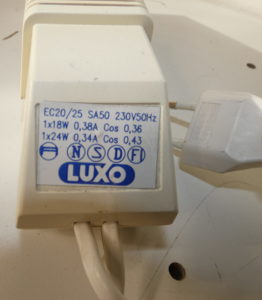 EC20/25 SA50 230V50Hz
1x18W 0,38A Cos 0,36
1x24W 0,34A Cos 0,43
N S D FI
LUXO